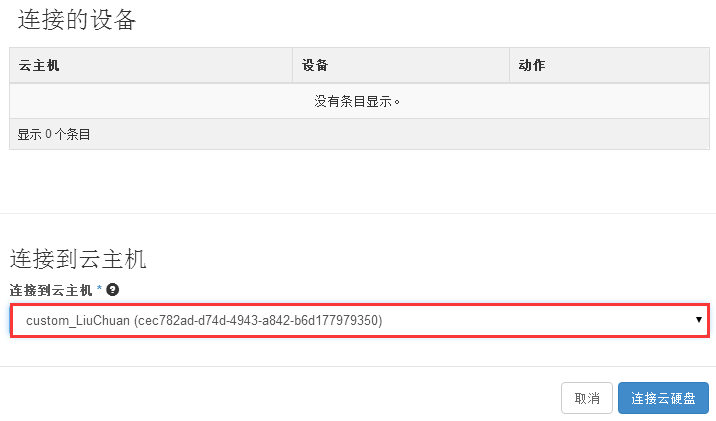 连接的设备
云主机 设备 动作
没有条目显示。
显示 0 个条目
连接到云主机
连接到云主机 * ?
custom_LiuChuan (cec782ad-d74d-4943-a842-b6d177979350)
取消 连接云硬盘